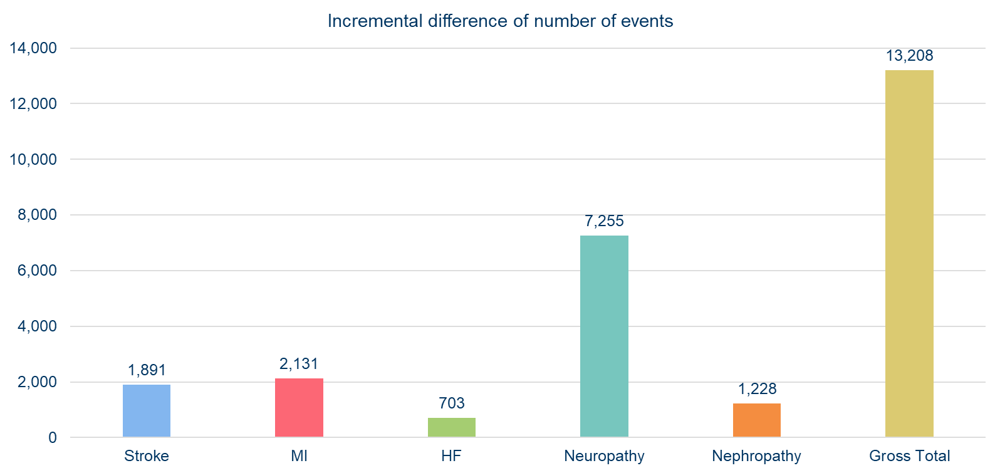 Incremental difference of number of events
14,000
12,000
10,000
8,000
6,000
4,000
2,000
0
1,891
2,131
703
7,255
1,228
13,208
Stroke
MI
HF
Neuropathy
Nephropathy
Gross Total